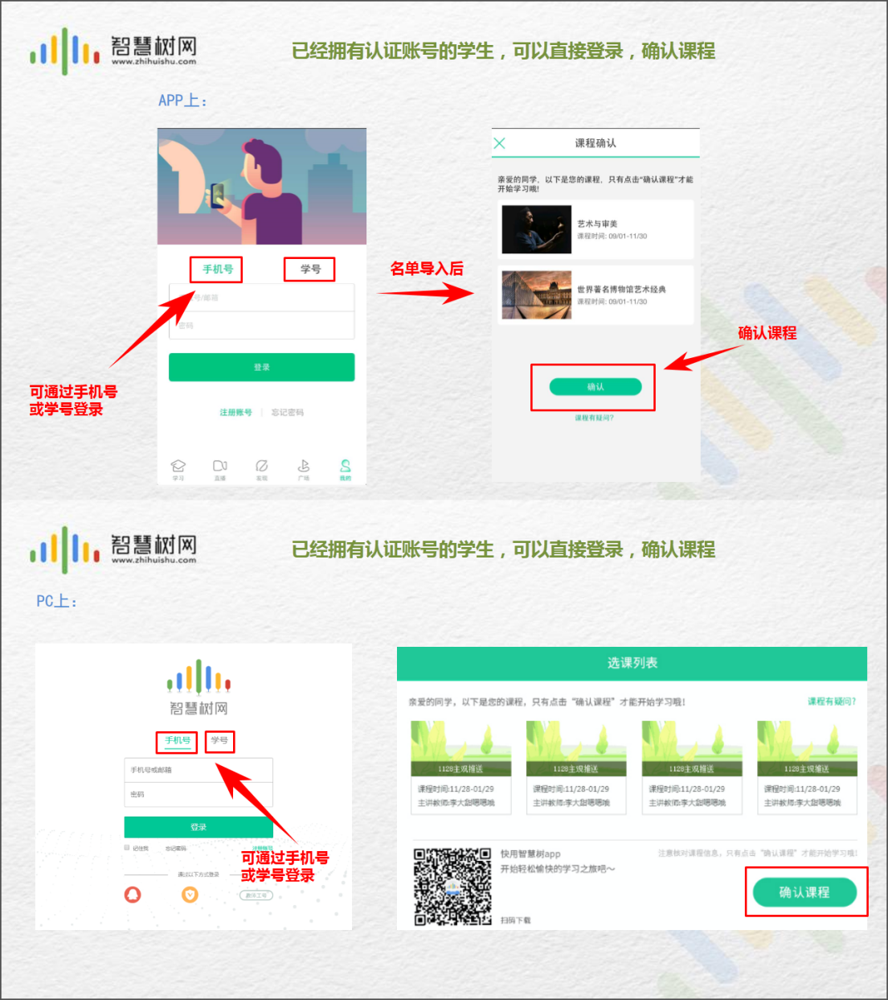 智慧树网
www.zhihuishu.com
已经拥有认证账号的学生，可以直接登录，确认课程
APP上：
手机号
学号
号/邮箱
密码
登录
注册账号
忘记密码
学习
直播
发现
广场
我的
可通过手机号
或学号登录
名单导入后
课程确认
亲爱的同学，以下是您的课程，只有点击“确认课程”才能
开始学习哦!
艺术与审美
课程时间: 09/01-11/30
世界著名博物馆艺术经典
课程时间: 09/01-11/30
确认课程
确认
课程有疑问?
智慧树网
www.zhihuishu.com
已经拥有认证账号的学生，可以直接登录，确认课程
PC上：
智慧树网
手机号
学号
手机号或邮箱
密码
登录
记住我
忘记密码
注册账号
通过以下方式登录
可通过手机号
或学号登录
选课列表
亲爱的同学，以下是您的课程，只有点击“确认课程”才能开始学习哦!
课程有疑问?
1128主观推送
1128主观推送
1128主观推送
1128主观推送
课程时间:11/28-01/29
课程时间:11/28-01/29
课程时间:11/28-01/29
课程时间:11/28-01/29
主讲教师:李大
主讲教师:李大
主讲教师:李大
主讲教师:李大
快用智慧树app
开始轻松愉快的学习之旅吧～
扫码下载
注意核对课程信息，只有点击“确认课程”才能开始学习哦!
确认课程